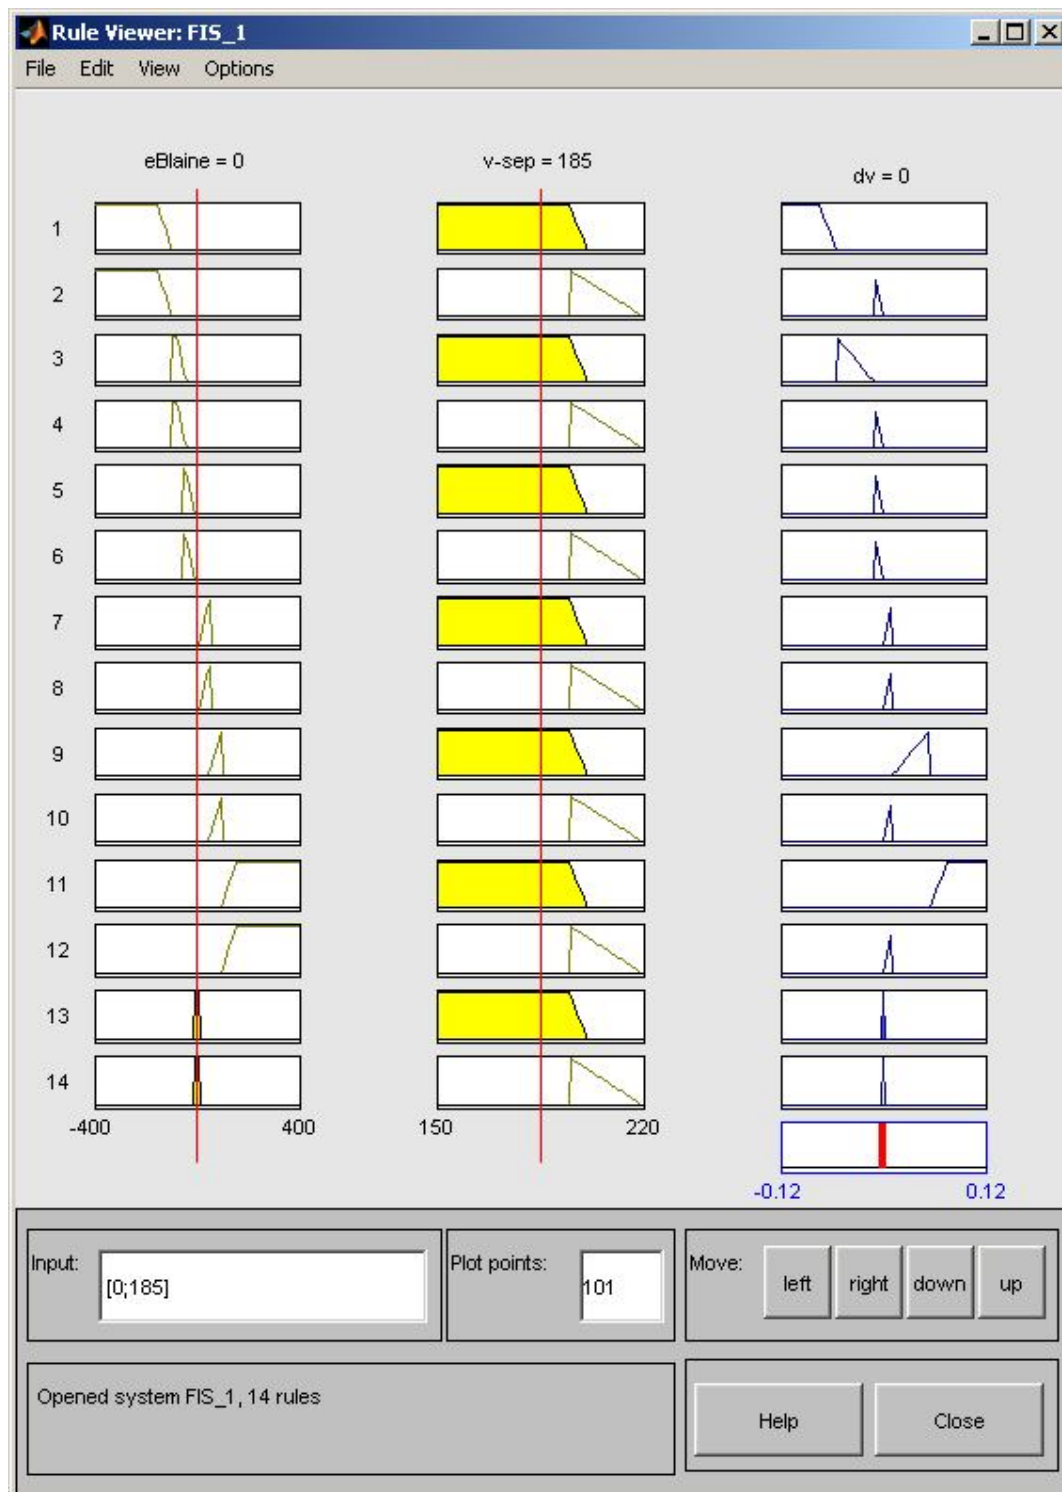 Rule Viewer: FIS_1
File Edit View Options
eBlaine = 0 v-sep = 185 dv = 0
1
2
3
4
5
6
7
8
9
10
11
12
13
14
-400 400 150 220
-0.12 0.12
Input: [0;185] Plot points: 101 Move: left right down up
Opened system FIS_1, 14 rules
Help Close